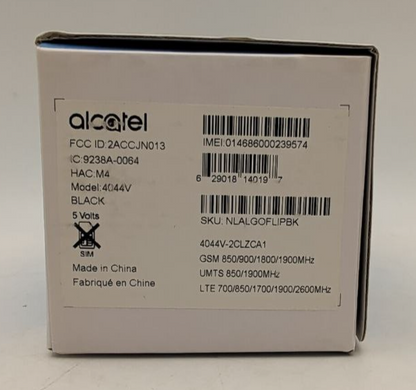 alcatel
FCC ID:2ACCJN013
IC:9238A-0064
HAC:M4
Model:4044V
BLACK
5 Volts
SIM
Made in China
Fabriqué en Chine
IMEI:014686000239574
6 29018 14019 7
SKU: NLALGOFLIPBK
4044V-2CLZCA1
GSM 850/900/1800/1900MHz
UMTS 850/1900MHz
LTE 700/850/1700/1900/2600MHz